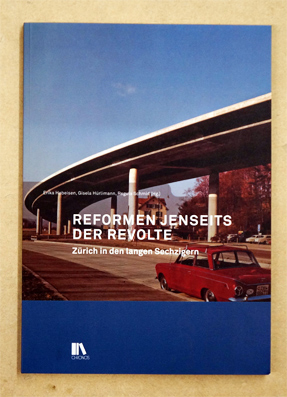 Erika Hebeisen, Gisela Hürlimann, Regula Schmid (Hg.)
REFORMEN JENSEITS
DER REVOLTE
Zürich in den langen Sechzigern
CHRONOS